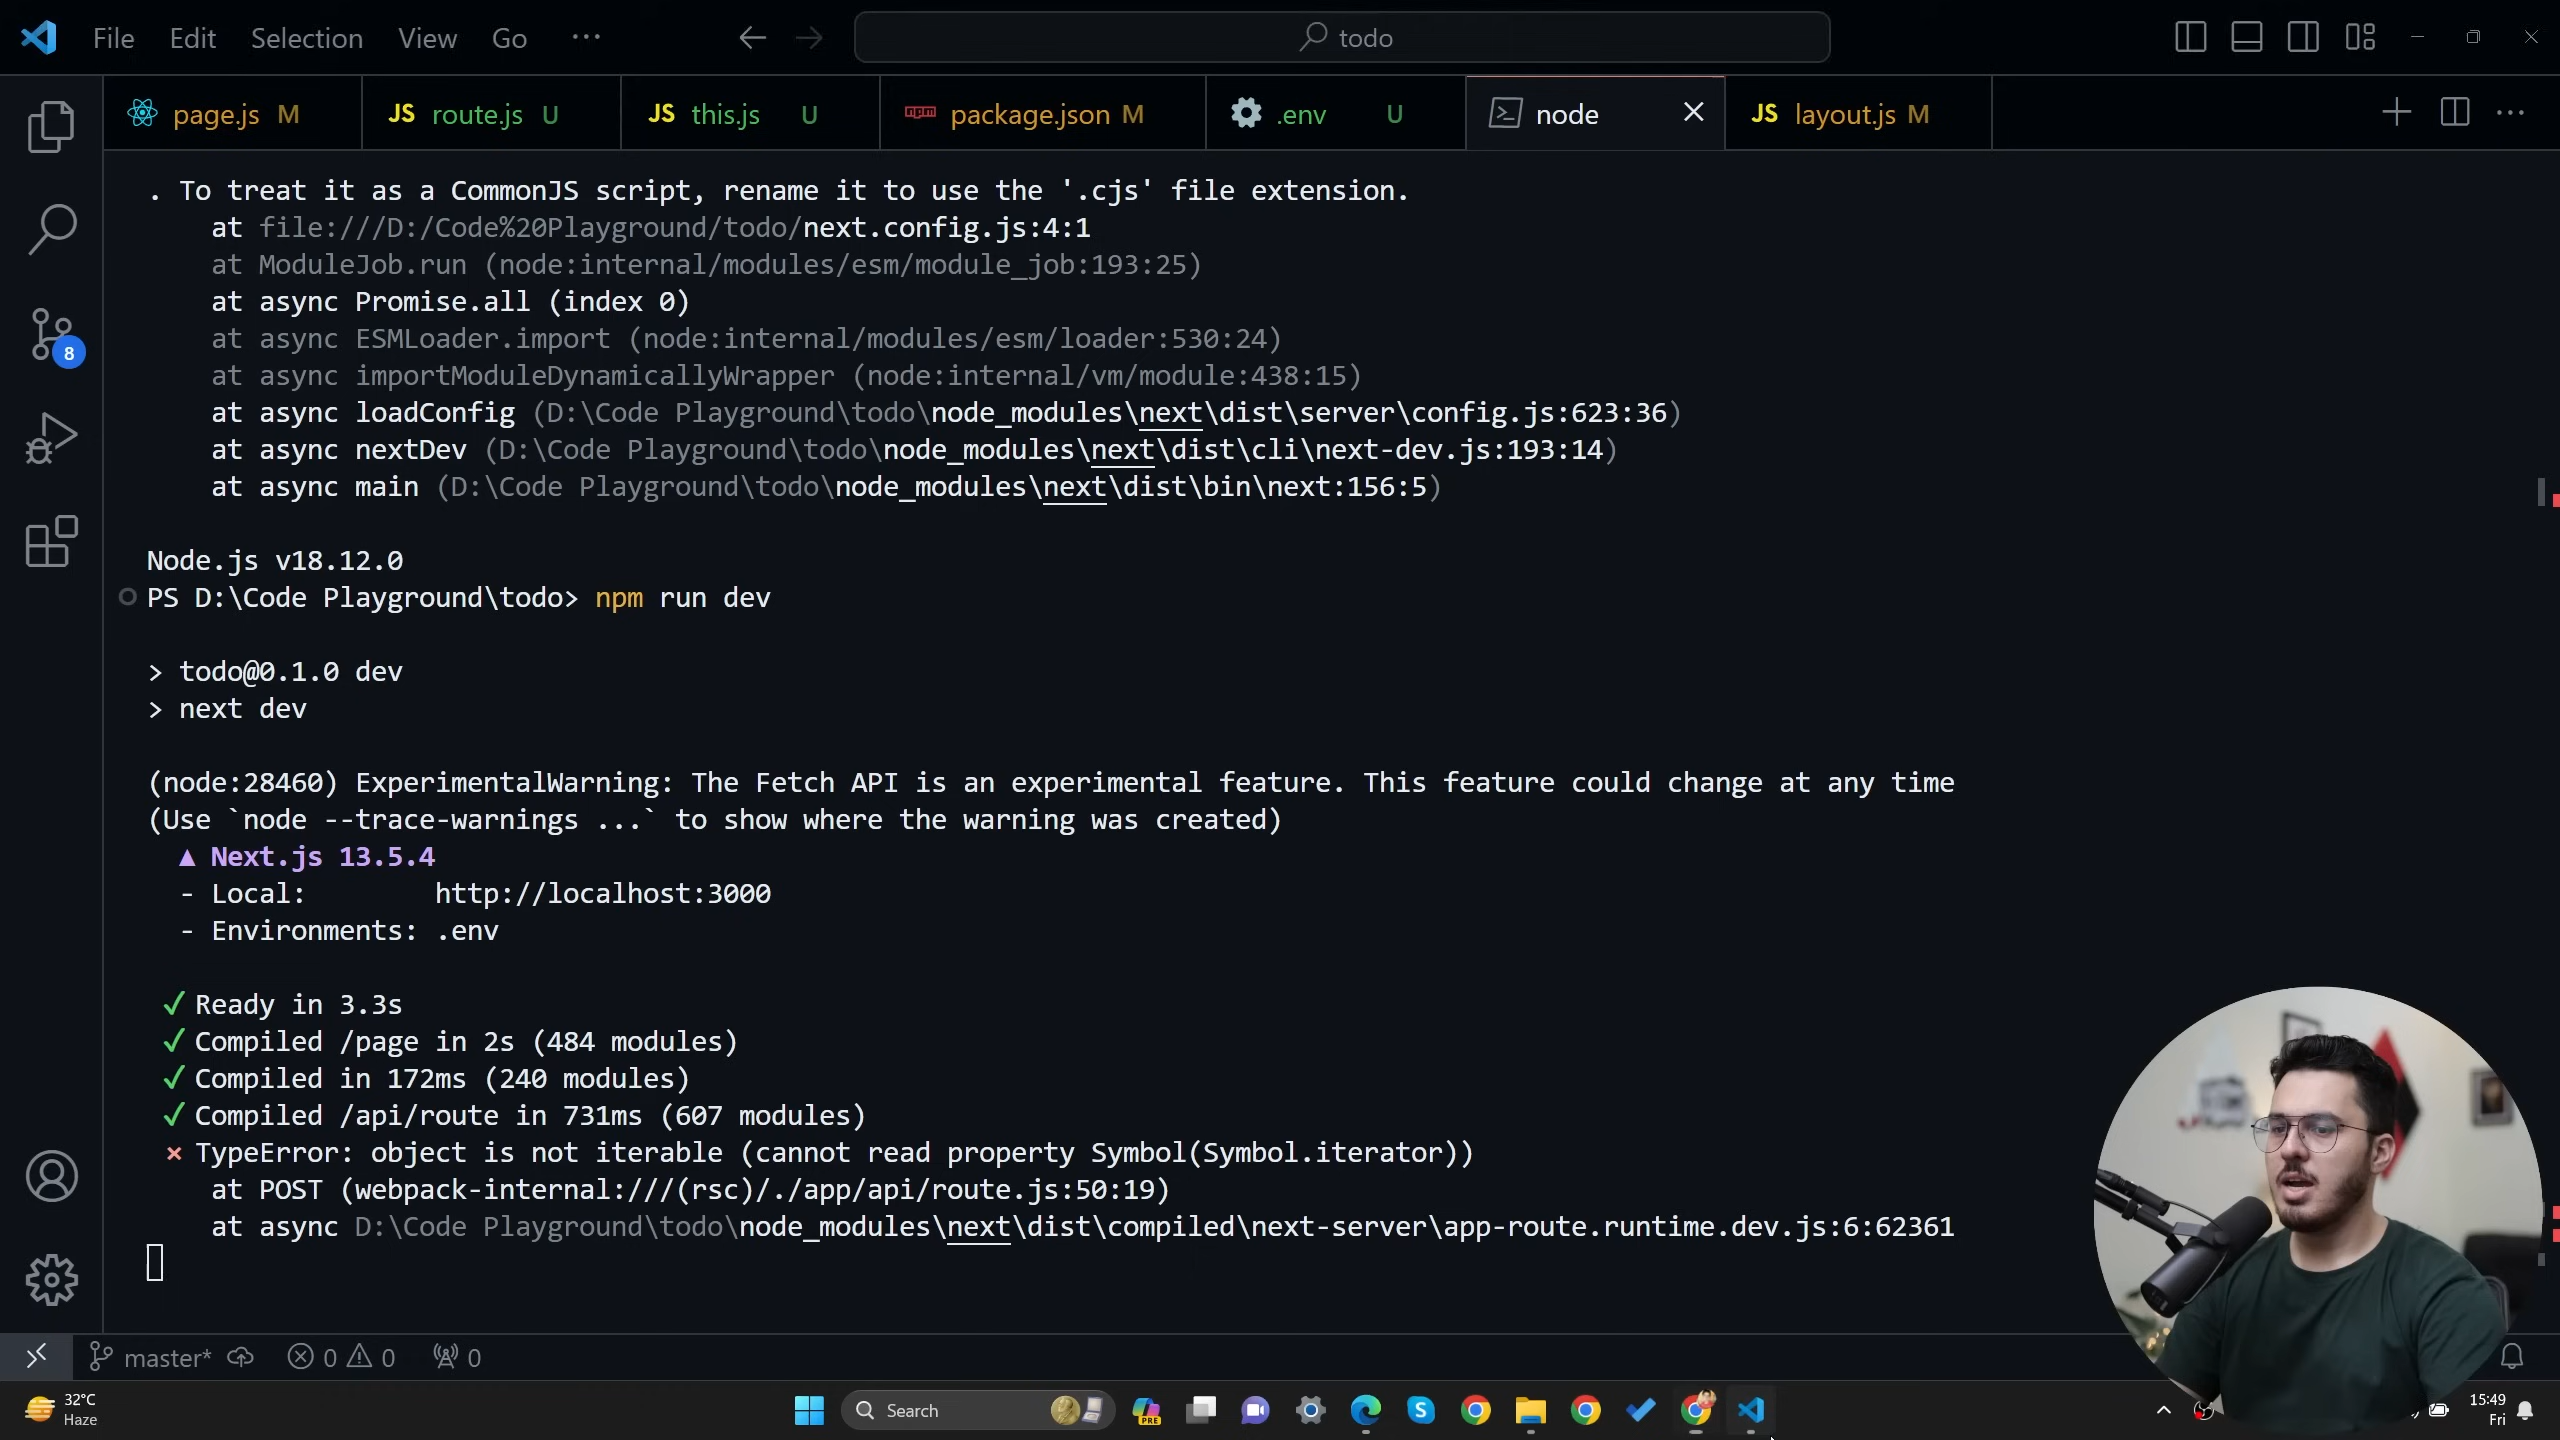 File Edit Selection View Go ···
todo
page.js M
JS route.js U
JS this.js U
npm package.json M
.env U
node
JS layout.js M
. To treat it as a CommonJS script, rename it to use the '.cjs' file extension.
at file:///D:/Code%20Playground/todo/next.config.js:4:1
at ModuleJob.run (node:internal/modules/esm/module_job:193:25)
at async Promise.all (index 0)
at async ESMLoader.import (node:internal/modules/esm/loader:530:24)
at async importModuleDynamicallyWrapper (node:internal/vm/module:438:15)
at async loadConfig (D:\Code Playground\todo\node_modules\next\dist\server\config.js:623:36)
at async nextDev (D:\Code Playground\todo\node_modules\next\dist\cli\next-dev.js:193:14)
at async main (D:\Code Playground\todo\node_modules\next\dist\bin\next:156:5)
Node.js v18.12.0
PS D:\Code Playground\todo> npm run dev
> todo@0.1.0 dev
> next dev
(node:28460) ExperimentalWarning: The Fetch API is an experimental feature. This feature could change at any time
(Use `node --trace-warnings ...` to show where the warning was created)
▲ Next.js 13.5.4
- Local: http://localhost:3000
- Environments: .env
✓ Ready in 3.3s
✓ Compiled /page in 2s (484 modules)
✓ Compiled in 172ms (240 modules)
✓ Compiled /api/route in 731ms (607 modules)
⨯ TypeError: object is not iterable (cannot read property Symbol(Symbol.iterator))
at POST (webpack-internal:///(rsc)/./app/api/route.js:50:19)
at async D:\Code Playground\todo\node_modules\next\dist\compiled\next-server\app-route.runtime.dev.js:6:62361
8
master* 0 0 0
32°C
Haze
Search
PRE
15:49
Fri